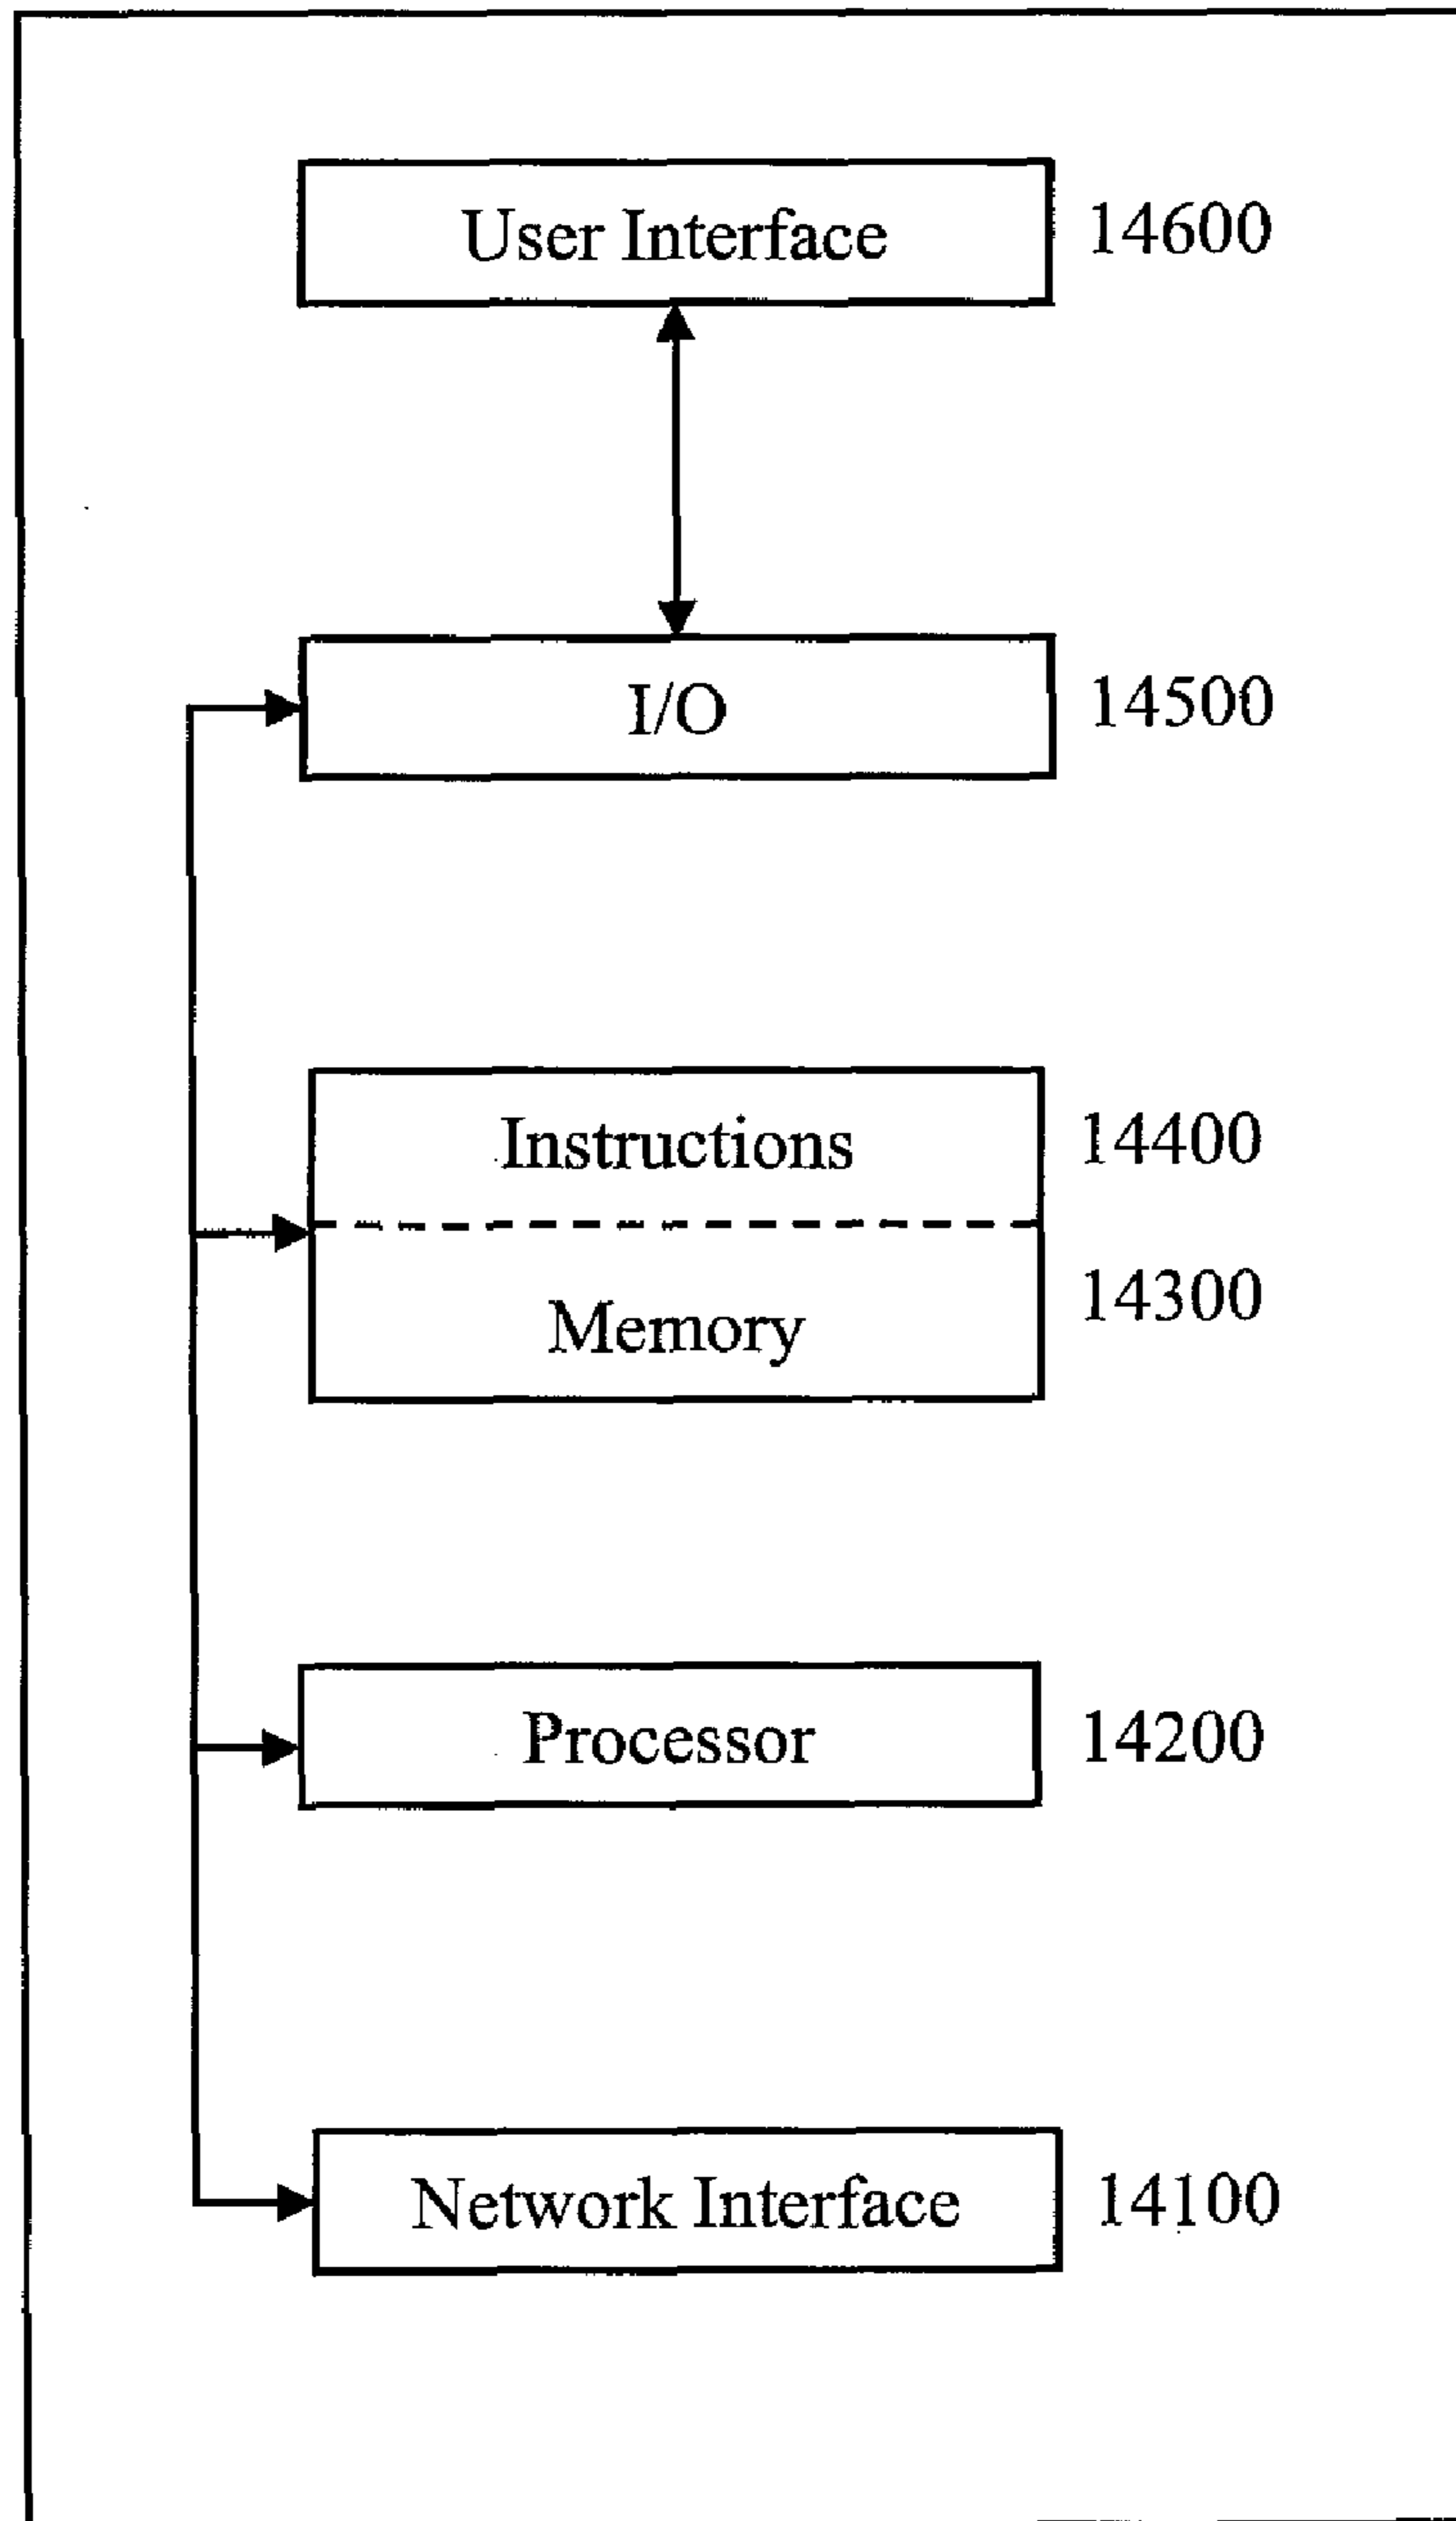 User Interface 14600
I/O 14500
Instructions 14400
Memory 14300
Processor 14200
Network Interface 14100